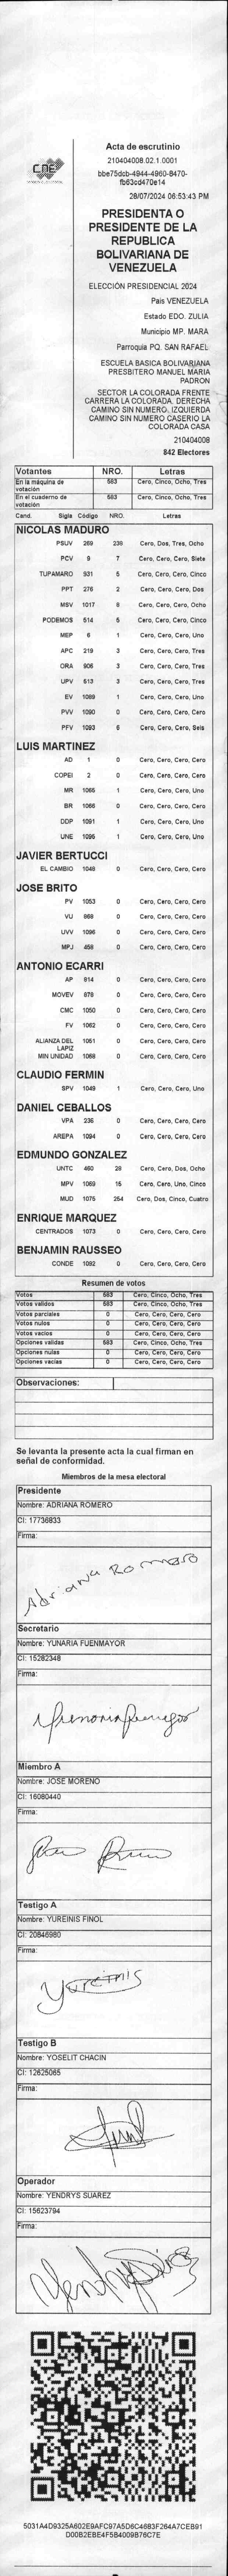 CNE
Acta de escrutinio
210404008.02.1.0001
bbe75dcb-4944-4960-8470-
fb63cd470e14
28/07/2024 06:53:43 PM
PRESIDENTA O
PRESIDENTE DE LA
REPUBLICA
BOLIVARIANA DE
VENEZUELA
ELECCIÓN PRESIDENCIAL 2024
Pais VENEZUELA
Estado EDO. ZULIA
Municipio MP. MARA
Parroquia PQ. SAN RAFAEL
ESCUELA BASICA BOLIVARIANA
PRESBITERO MANUEL MARIA
PADRON
SECTOR LA COLORADA FRENTE
CARRERA LA COLORADA. DERECHA
CAMINO SIN NUMERO. IZQUIERDA
CAMINO SIN NUMERO CASERIO LA
COLORADA CASA
210404008
842 Electores
Votantes NRO. Letras
En la máquina de votación 583 Cero, Cinco, Ocho, Tres
En el cuaderno de votación 583 Cero, Cinco, Ocho, Tres
Cand. Sigla Código NRO. Letras
NICOLAS MADURO
PSUV 269 238 Cero, Dos, Tres, Ocho
PCV 9 7 Cero, Cero, Cero, Siete
TUPAMARO 931 5 Cero, Cero, Cero, Cinco
PPT 276 2 Cero, Cero, Cero, Dos
MSV 1017 8 Cero, Cero, Cero, Ocho
PODEMOS 514 5 Cero, Cero, Cero, Cinco
MEP 6 1 Cero, Cero, Cero, Uno
APC 219 3 Cero, Cero, Cero, Tres
ORA 906 3 Cero, Cero, Cero, Tres
UPV 513 3 Cero, Cero, Cero, Tres
EV 1089 1 Cero, Cero, Cero, Uno
PVV 1090 0 Cero, Cero, Cero, Cero
PFV 1093 6 Cero, Cero, Cero, Seis
LUIS MARTINEZ
AD 1 0 Cero, Cero, Cero, Cero
COPEI 2 0 Cero, Cero, Cero, Cero
MR 1065 1 Cero, Cero, Cero, Uno
BR 1066 0 Cero, Cero, Cero, Cero
DDP 1091 1 Cero, Cero, Cero, Uno
UNE 1095 1 Cero, Cero, Cero, Uno
JAVIER BERTUCCI
EL CAMBIO 1048 0 Cero, Cero, Cero, Cero
JOSE BRITO
PV 1053 0 Cero, Cero, Cero, Cero
VU 868 0 Cero, Cero, Cero, Cero
UVV 1096 0 Cero, Cero, Cero, Cero
MPJ 458 0 Cero, Cero, Cero, Cero
ANTONIO ECARRI
AP 814 0 Cero, Cero, Cero, Cero
MOVEV 879 0 Cero, Cero, Cero, Cero
CMC 1050 0 Cero, Cero, Cero, Cero
FV 1062 0 Cero, Cero, Cero, Cero
ALIANZA DEL LAPIZ 1051 0 Cero, Cero, Cero, Cero
MIN UNIDAD 1068 0 Cero, Cero, Cero, Cero
CLAUDIO FERMIN
SPV 1049 1 Cero, Cero, Cero, Uno
DANIEL CEBALLOS
VPA 236 0 Cero, Cero, Cero, Cero
AREPA 1094 0 Cero, Cero, Cero, Cero
EDMUNDO GONZALEZ
UNTC 460 28 Cero, Cero, Dos, Ocho
MPV 1069 15 Cero, Cero, Uno, Cinco
MUD 1075 254 Cero, Dos, Cinco, Cuatro
ENRIQUE MARQUEZ
CENTRADOS 1073 0 Cero, Cero, Cero, Cero
BENJAMIN RAUSSEO
CONDE 1082 0 Cero, Cero, Cero, Cero
Resumen de votos
Votos 583 Cero, Cinco, Ocho, Tres
Votos validos 583 Cero, Cinco, Ocho, Tres
Votos parciales 0 Cero, Cero, Cero, Cero
Votos nulos 0 Cero, Cero, Cero, Cero
Votos vacios 0 Cero, Cero, Cero, Cero
Opciones validas 583 Cero, Cinco, Ocho, Tres
Opciones nulas 0 Cero, Cero, Cero, Cero
Opciones vacias 0 Cero, Cero, Cero, Cero
Observaciones:
Se levanta la presente acta la cual firman en
señal de conformidad.
Miembros de la mesa electoral
Presidente
Nombre: ADRIANA ROMERO
CI: 17736833
Firma:
Adriana Romero
Secretario
Nombre: YUNARIA FUENMAYOR
CI: 15282348
Firma:
Miembro A
Nombre: JOSE MORENO
CI: 16080440
Firma:
Testigo A
Nombre: YUREINIS FINOL
CI: 20846980
Firma:
Yureinis
Testigo B
Nombre: YOSELIT CHACIN
CI: 12625065
Firma:
Operador
Nombre: YENDRYS SUAREZ
CI: 15623794
Firma:
5031A4D9325A602E9AFC97A5D6C4683F264A7CEB91
D00B2EBE4F5B4009B76C7E